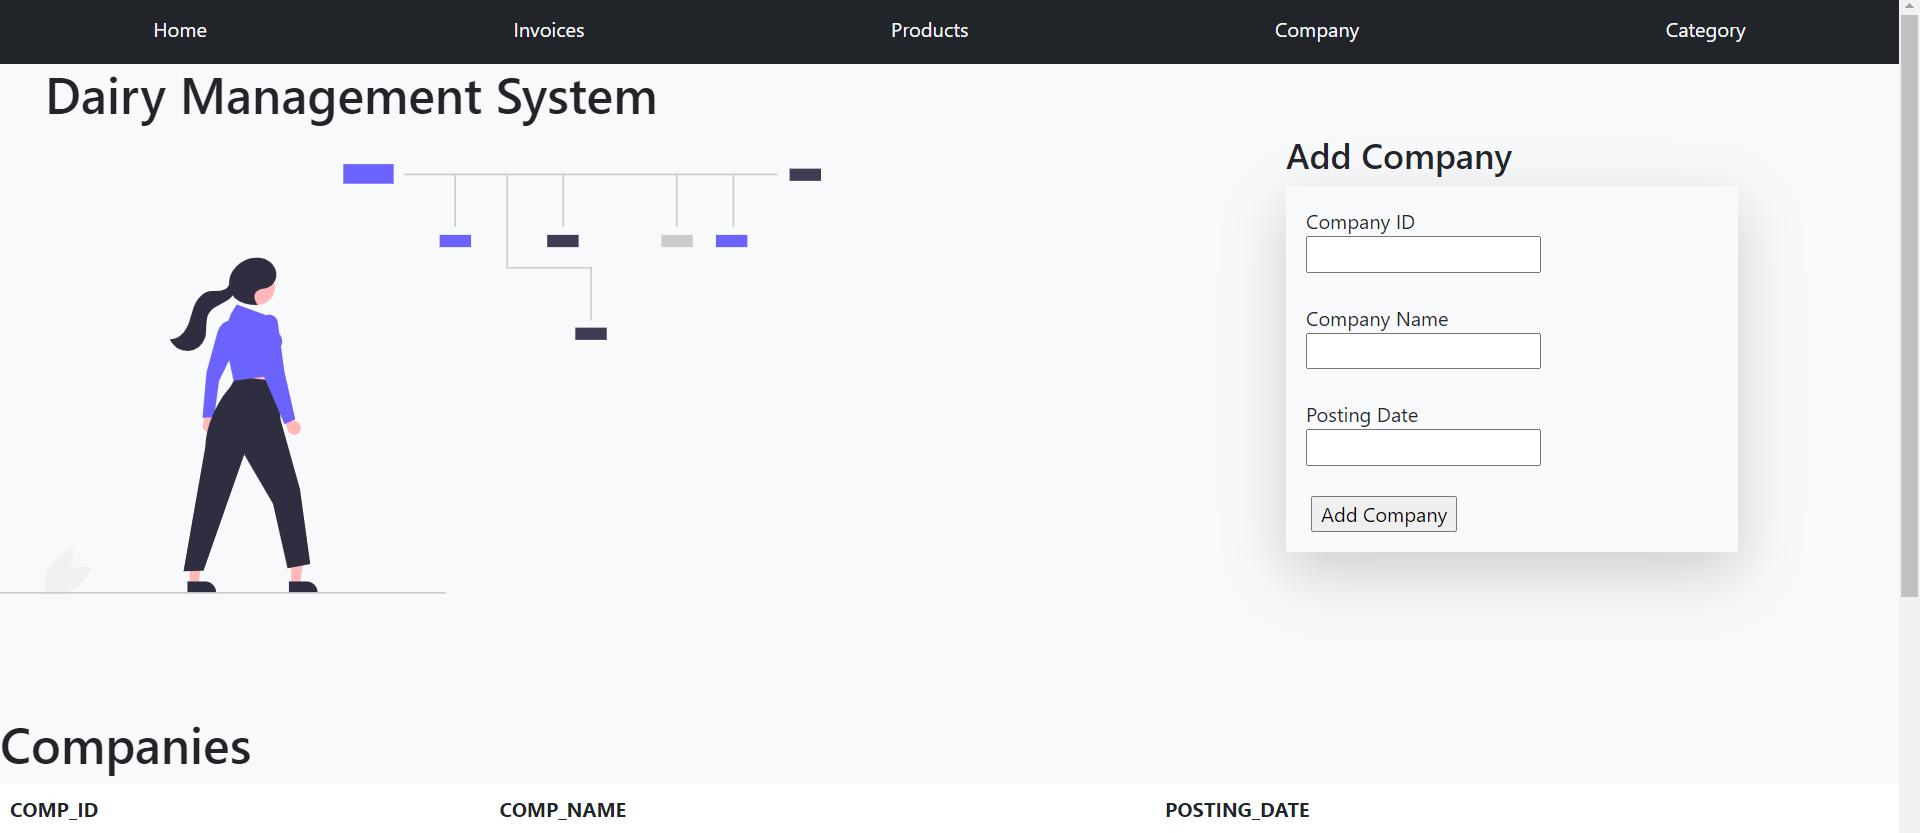 Home Invoices Products Company Category
Dairy Management System
Add Company
Company ID
Company Name
Posting Date
Add Company
Companies
COMP_ID COMP_NAME POSTING_DATE